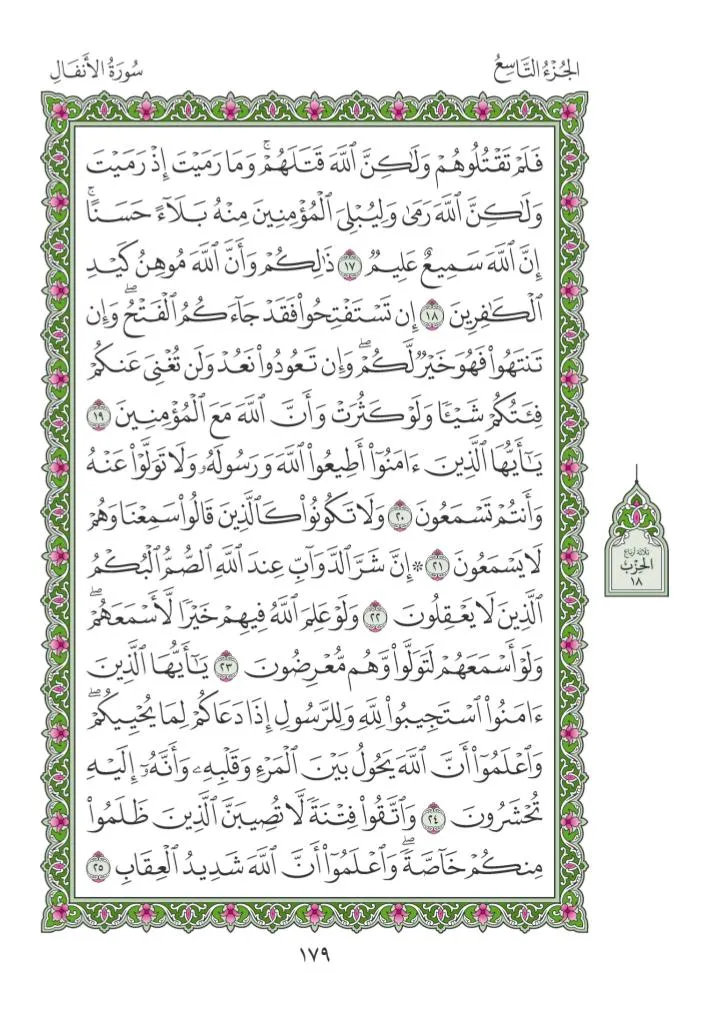 الجُزْءُ التَّاسِعُ
سُورَةُ الأَنفَالِ
فَلَمْ تَقْتُلُوهُمْ وَلَٰكِنَّ ٱللَّهَ قَتَلَهُمْۚ وَمَا رَمَيْتَ إِذْ رَمَيْتَ
وَلَٰكِنَّ ٱللَّهَ رَمَىٰ وَلِيُبْلِيَ ٱلْمُؤْمِنِينَ مِنْهُ بَلَآءً حَسَنًاۚ
إِنَّ ٱللَّهَ سَمِيعٌ عَلِيمٌ ١٧ ذَٰلِكُمْ وَأَنَّ ٱللَّهَ مُوهِنُ كَيْدِ
ٱلْكَٰفِرِينَ ١٨ إِن تَسْتَفْتِحُوا۟ فَقَدْ جَآءَكُمُ ٱلْفَتْحُۖ وَإِن
تَنتَهُوا۟ فَهُوَ خَيْرٌ لَّكُمْۖ وَإِن تَعُودُوا۟ نَعُدْ وَلَن تُغْنِيَ عَنكُمْ
فِئَتُكُمْ شَيْـًٔا وَلَوْ كَثُرَتْ وَأَنَّ ٱللَّهَ مَعَ ٱلْمُؤْمِنِينَ ١٩
يَٰٓأَيُّهَا ٱلَّذِينَ ءَامَنُوٓا۟ أَطِيعُوا۟ ٱللَّهَ وَرَسُولَهُۥ وَلَا تَوَلَّوْا۟ عَنْهُ
وَأَنتُمْ تَسْمَعُونَ ٢٠ وَلَا تَكُونُوا۟ كَٱلَّذِينَ قَالُوا۟ سَمِعْنَا وَهُمْ
لَا يَسْمَعُونَ ٢١ ۞ إِنَّ شَرَّ ٱلدَّوَآبِّ عِندَ ٱللَّهِ ٱلصُّمُّ ٱلْبُكْمُ
ٱلَّذِينَ لَا يَعْقِلُونَ ٢٢ وَلَوْ عَلِمَ ٱللَّهُ فِيهِمْ خَيْرًا لَّأَسْمَعَهُمْۖ
وَلَوْ أَسْمَعَهُمْ لَتَوَلَّوا۟ وَّهُم مُّعْرِضُونَ ٢٣ يَٰٓأَيُّهَا ٱلَّذِينَ
ءَامَنُوا۟ ٱسْتَجِيبُوا۟ لِلَّهِ وَلِلرَّسُولِ إِذَا دَعَاكُمْ لِمَا يُحْيِيكُمْۖ
وَٱعْلَمُوٓا۟ أَنَّ ٱللَّهَ يَحُولُ بَيْنَ ٱلْمَرْءِ وَقَلْبِهِۦ وَأَنَّهُۥٓ إِلَيْهِ
تُحْشَرُونَ ٢٤ وَٱتَّقُوا۟ فِتْنَةً لَّا تُصِيبَنَّ ٱلَّذِينَ ظَلَمُوا۟
مِنكُمْ خَآصَّةًۖ وَٱعْلَمُوٓا۟ أَنَّ ٱللَّهَ شَدِيدُ ٱلْعِقَابِ ٢٥
ثلاثة أرباع
الحِزْب
١٨
١٧٩